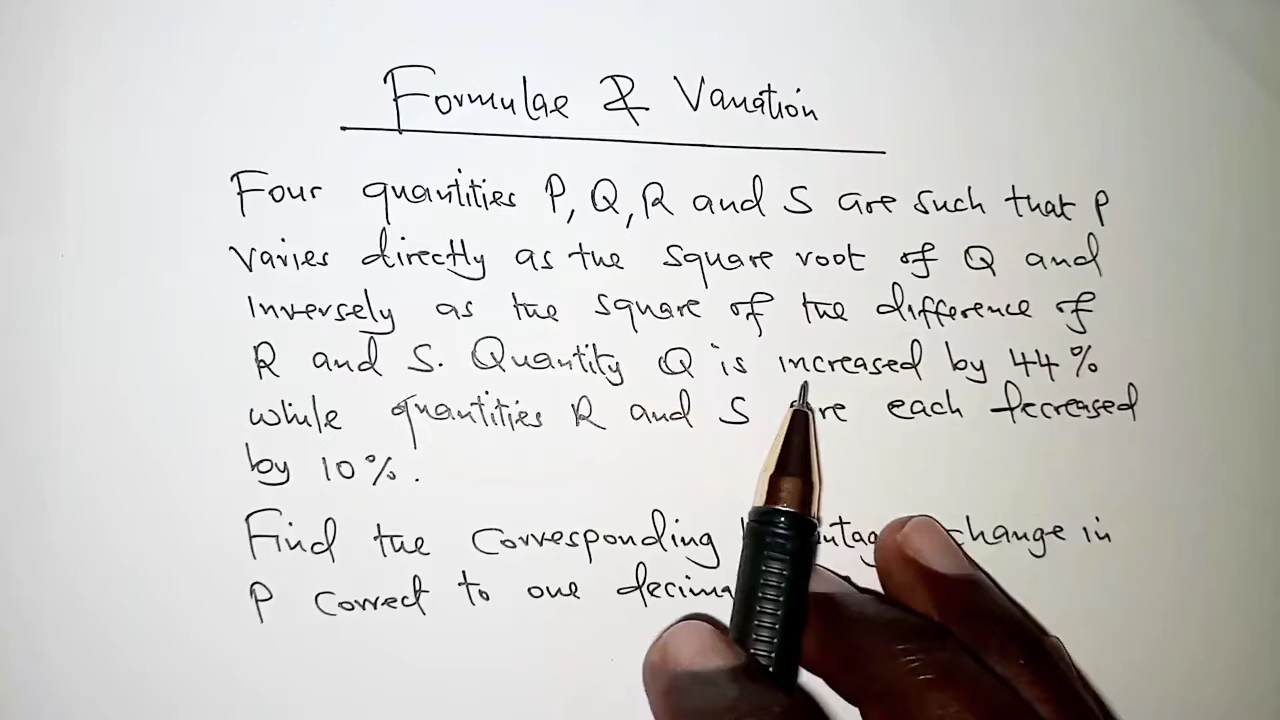 Formulae & Variation
Four quantities P, Q, R and S are such that P
varies directly as the square root of Q and
Inversely as the square of the difference of
R and S. Quantity Q is increased by 44%
while quantities R and S are each decreased
by 10%.
Find the corresponding change in
P correct to one